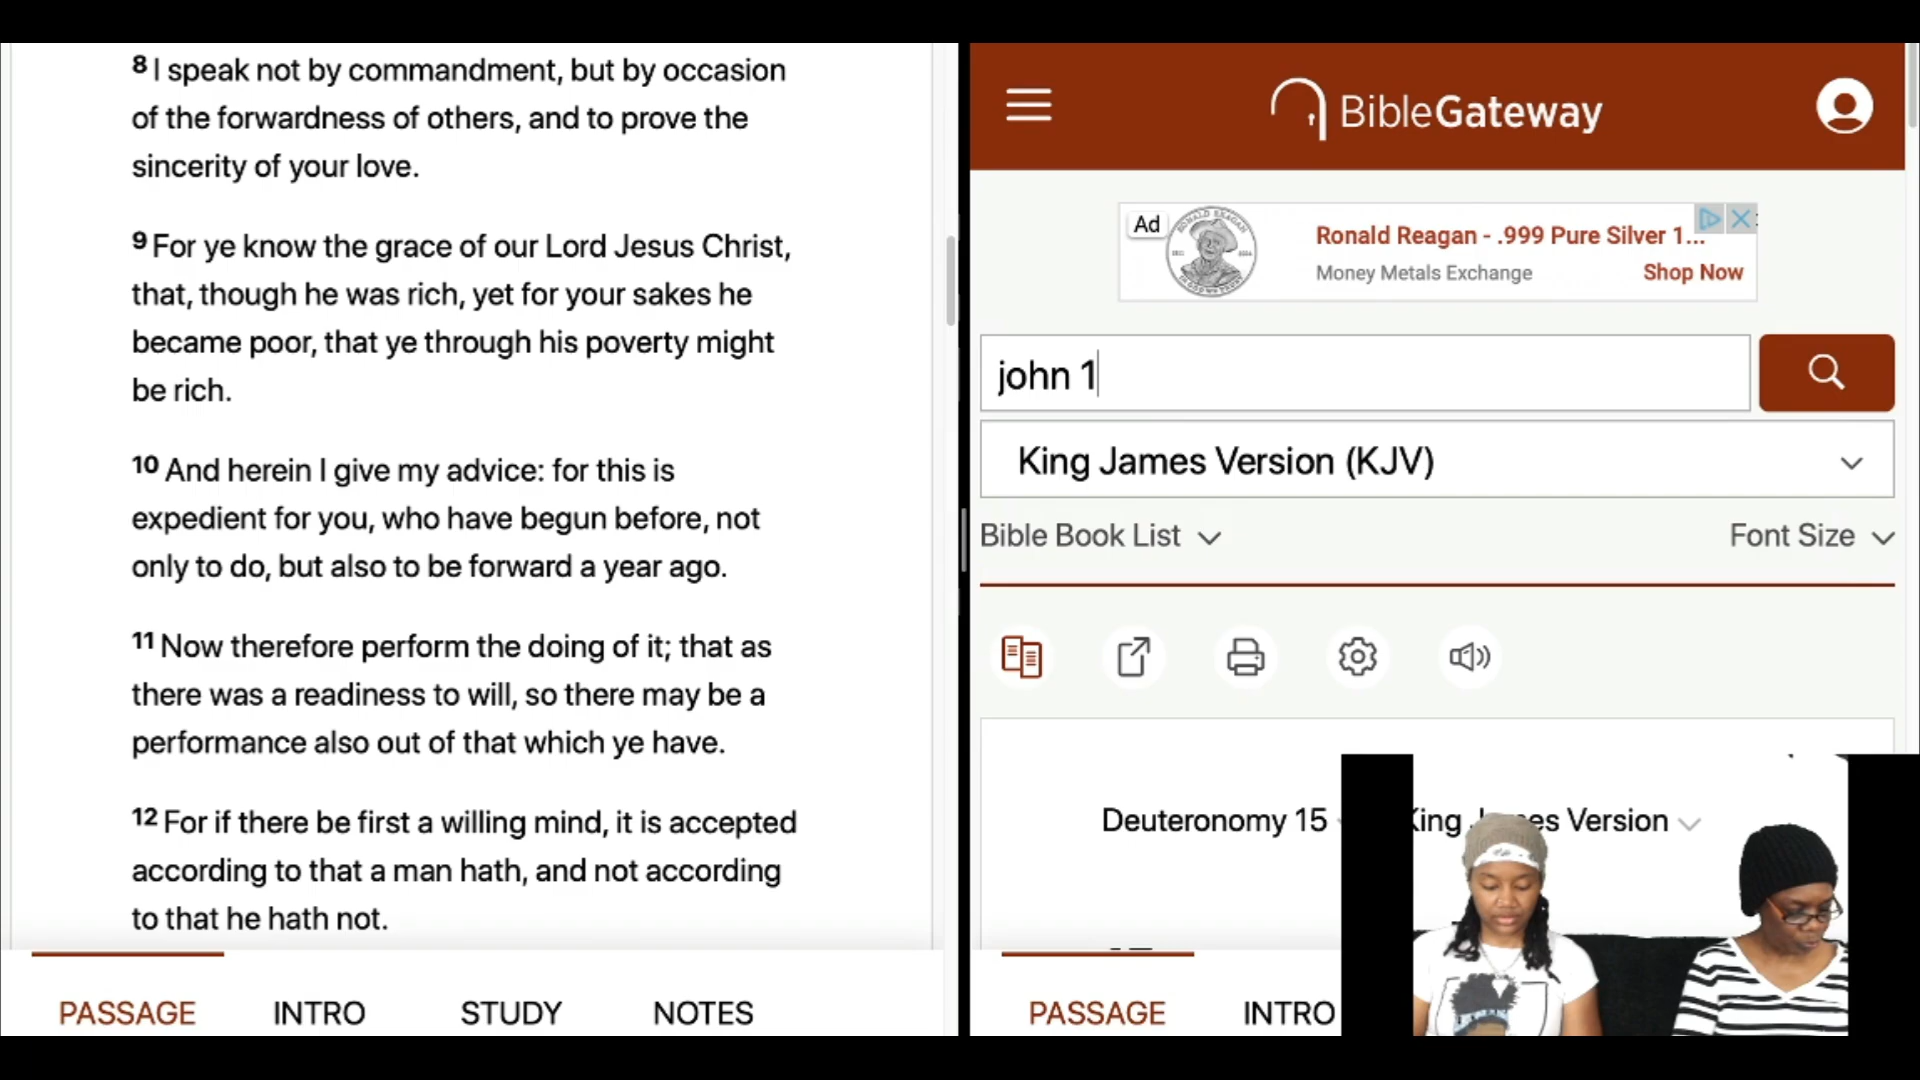 8 I speak not by commandment, but by occasion
of the forwardness of others, and to prove the
sincerity of your love.
9 For ye know the grace of our Lord Jesus Christ,
that, though he was rich, yet for your sakes he
became poor, that ye through his poverty might
be rich.
10 And herein I give my advice: for this is
expedient for you, who have begun before, not
only to do, but also to be forward a year ago.
11 Now therefore perform the doing of it; that as
there was a readiness to will, so there may be a
performance also out of that which ye have.
12 For if there be first a willing mind, it is accepted
according to that a man hath, and not according
to that he hath not.
PASSAGE INTRO STUDY NOTES
BibleGateway
Ad
RONALD REAGAN
Ronald Reagan - .999 Pure Silver 1...
Money Metals Exchange Shop Now
john 1
King James Version (KJV)
Bible Book List Font Size
Deuteronomy 15 King es Version
PASSAGE INTRO